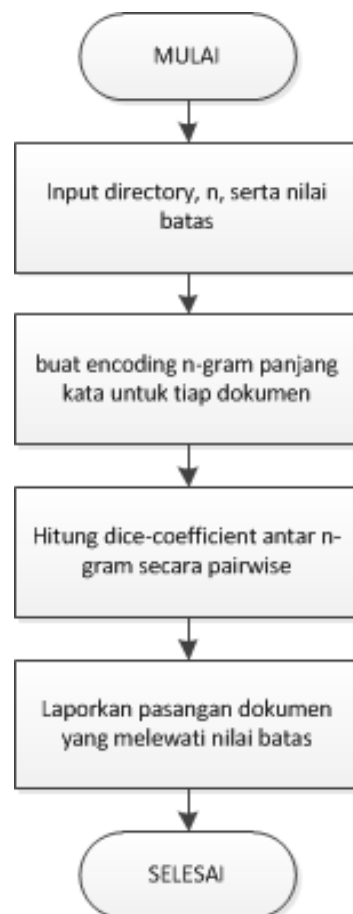 MULAI
Input directory, n, serta nilai
batas
buat encoding n-gram panjang
kata untuk tiap dokumen
Hitung dice-coefficient antar n-
gram secara pairwise
Laporkan pasangan dokumen
yang melewati nilai batas
SELESAI